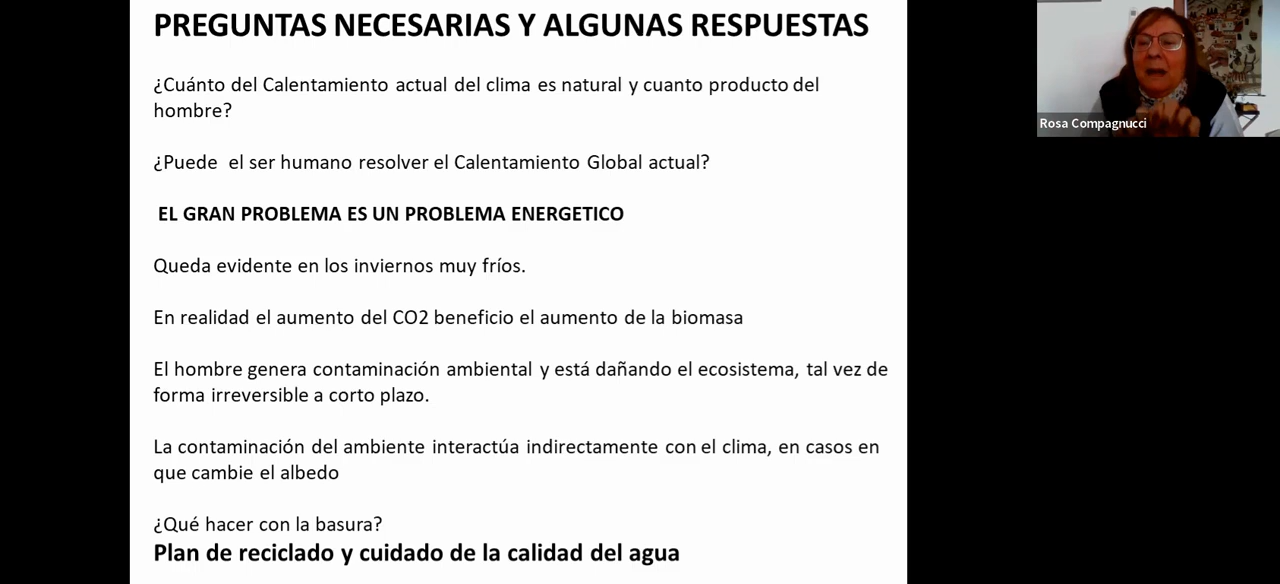 PREGUNTAS NECESARIAS Y ALGUNAS RESPUESTAS
¿Cuánto del Calentamiento actual del clima es natural y cuanto producto del
hombre?
¿Puede el ser humano resolver el Calentamiento Global actual?
EL GRAN PROBLEMA ES UN PROBLEMA ENERGETICO
Queda evidente en los inviernos muy fríos.
En realidad el aumento del CO2 beneficio el aumento de la biomasa
El hombre genera contaminación ambiental y está dañando el ecosistema, tal vez de
forma irreversible a corto plazo.
La contaminación del ambiente interactúa indirectamente con el clima, en casos en
que cambie el albedo
¿Qué hacer con la basura?
Plan de reciclado y cuidado de la calidad del agua
Rosa Compagnucci